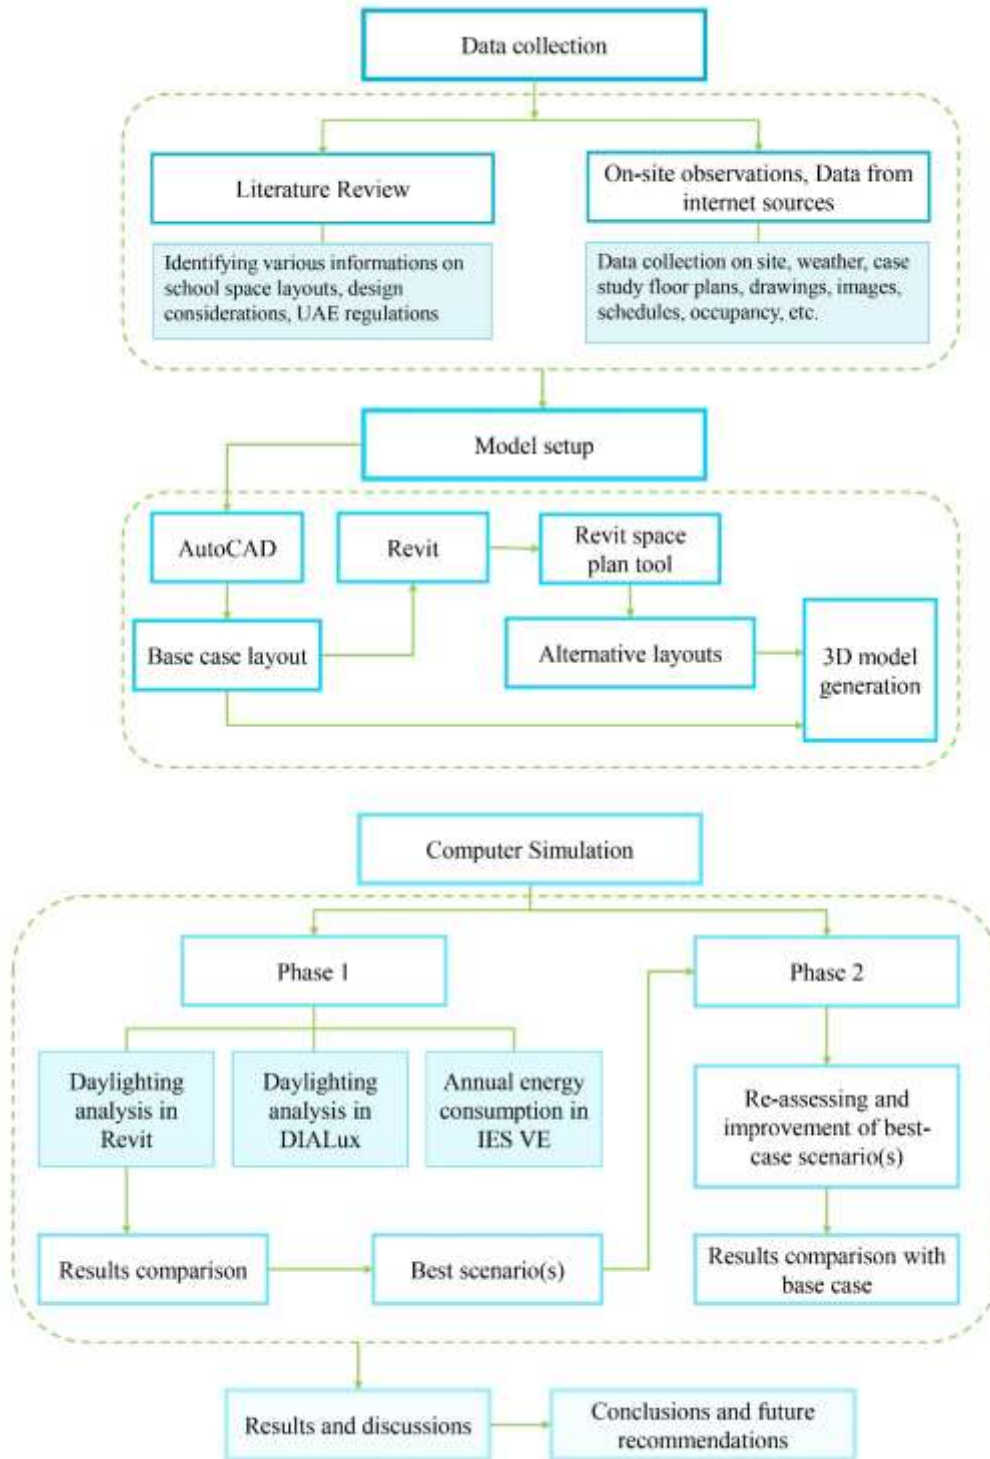 Data collection
Literature Review
On-site observations, Data from
internet sources
Identifying various informations on
school space layouts, design
considerations, UAE regulations
Data collection on site, weather, case
study floor plans, drawings, images,
schedules, occupancy, etc.
Model setup
AutoCAD
Revit
Revit space
plan tool
Base case layout
Alternative layouts
3D model
generation
Computer Simulation
Phase 1
Phase 2
Daylighting
analysis in
Revit
Daylighting
analysis in
DIALux
Annual energy
consumption in
IES VE
Re-assessing and
improvement of best-
case scenario(s)
Results comparison
Best scenario(s)
Results comparison with
base case
Results and discussions
Conclusions and future
recommendations